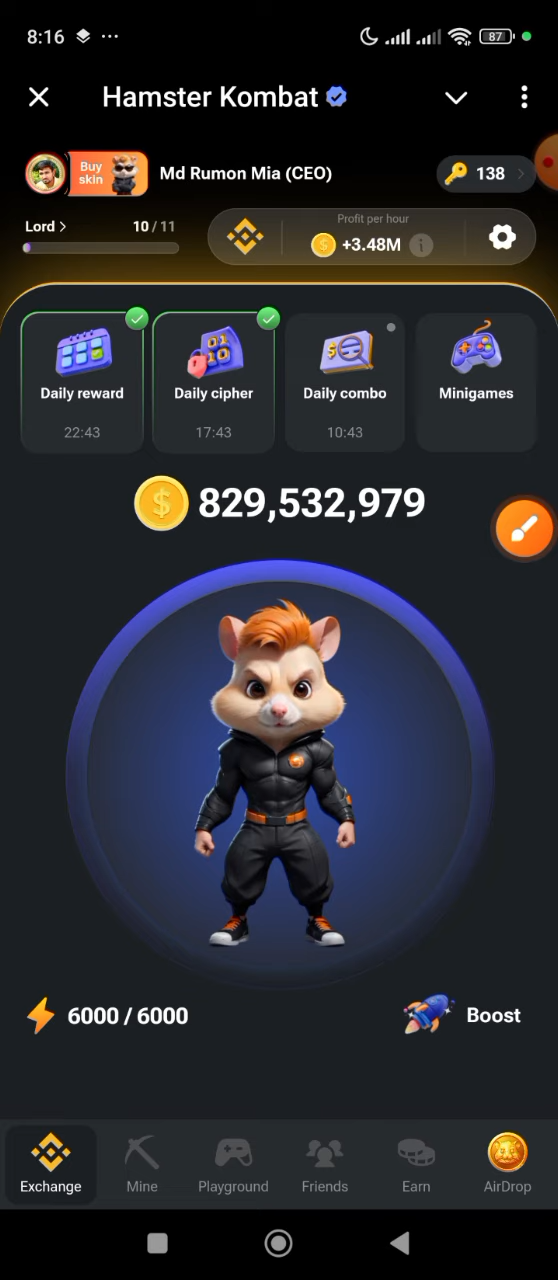 8:16
87
Hamster Kombat
Buy
skin
Md Rumon Mia (CEO)
138
Lord
10 / 11
Profit per hour
+3.48M
Daily reward
22:43
01
10
Daily cipher
17:43
Daily combo
10:43
Minigames
829,532,979
6000 / 6000
Boost
Exchange
Mine
Playground
Friends
Earn
AirDrop